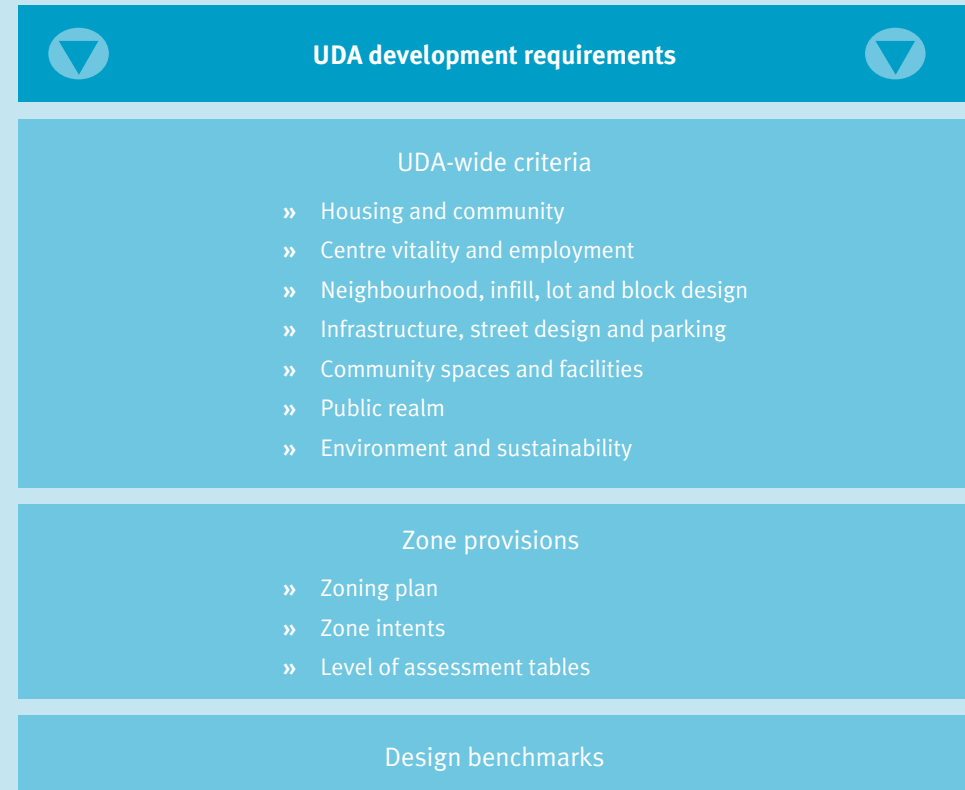 UDA development requirements
UDA-wide criteria
» Housing and community
» Centre vitality and employment
» Neighbourhood, infill, lot and block design
» Infrastructure, street design and parking
» Community spaces and facilities
» Public realm
» Environment and sustainability
Zone provisions
» Zoning plan
» Zone intents
» Level of assessment tables
Design benchmarks